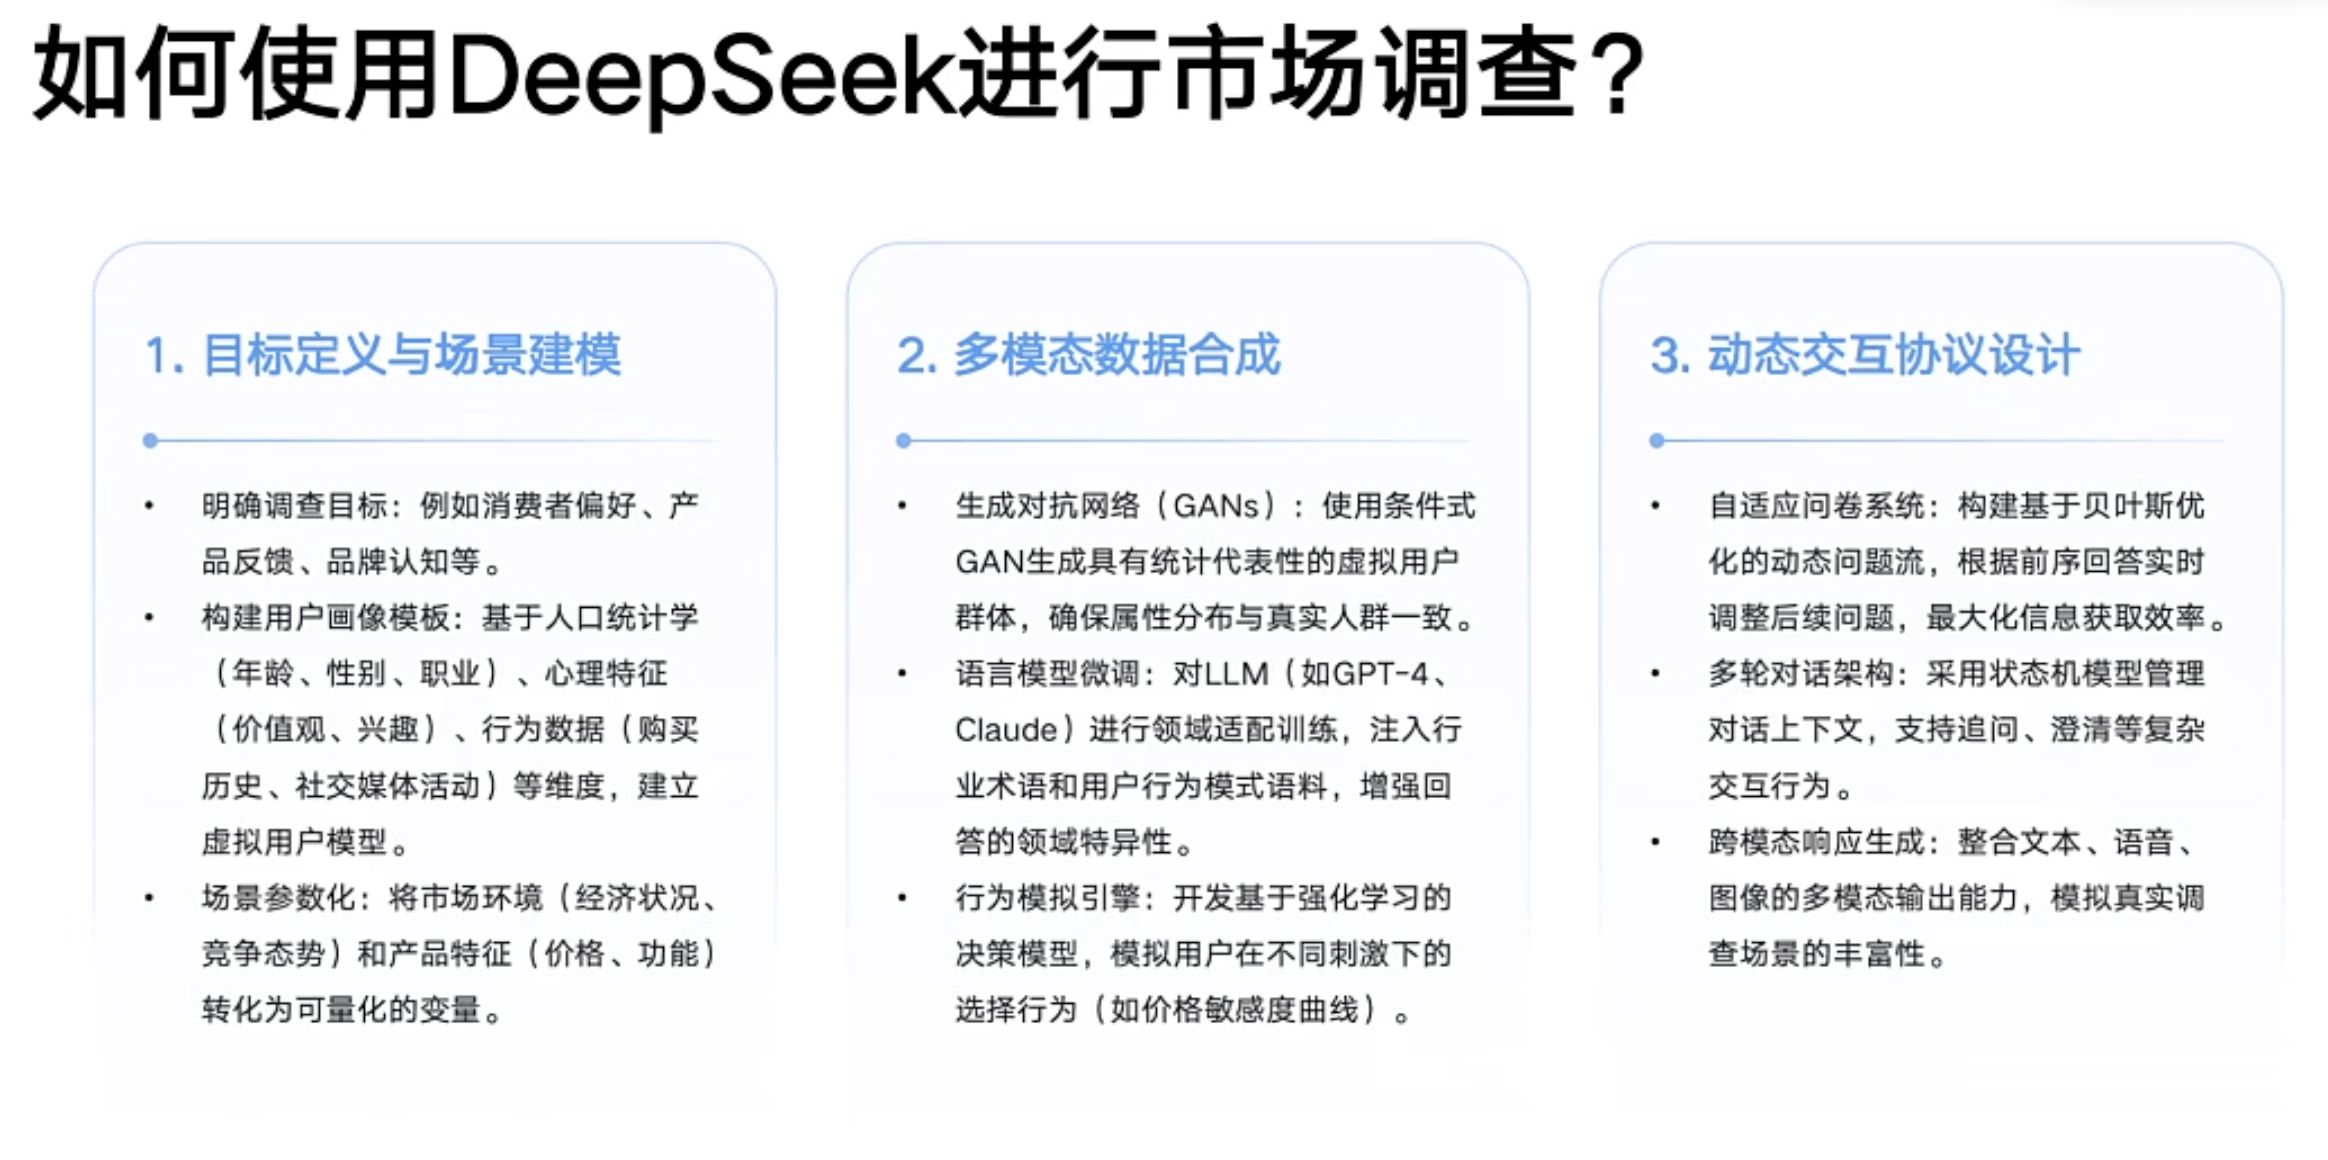 如何使用DeepSeek进行市场调查？
1. 目标定义与场景建模
• 明确调查目标：例如消费者偏好、产
品反馈、品牌认知等。
• 构建用户画像模板：基于人口统计学
（年龄、性别、职业）、心理特征
（价值观、兴趣）、行为数据（购买
历史、社交媒体活动）等维度，建立
虚拟用户模型。
• 场景参数化：将市场环境（经济状况、
竞争态势）和产品特征（价格、功能）
转化为可量化的变量。
2. 多模态数据合成
• 生成对抗网络（GANs）：使用条件式
GAN生成具有统计代表性的虚拟用户
群体，确保属性分布与真实人群一致。
• 语言模型微调：对LLM（如GPT-4、
Claude）进行领域适配训练，注入行
业术语和用户行为模式语料，增强回
答的领域特异性。
• 行为模拟引擎：开发基于强化学习的
决策模型，模拟用户在不同刺激下的
选择行为（如价格敏感度曲线）。
3. 动态交互协议设计
• 自适应问卷系统：构建基于贝叶斯优
化的动态问题流，根据前序回答实时
调整后续问题，最大化信息获取效率。
• 多轮对话架构：采用状态机模型管理
对话上下文，支持追问、澄清等复杂
交互行为。
• 跨模态响应生成：整合文本、语音、
图像的多模态输出能力，模拟真实调
查场景的丰富性。